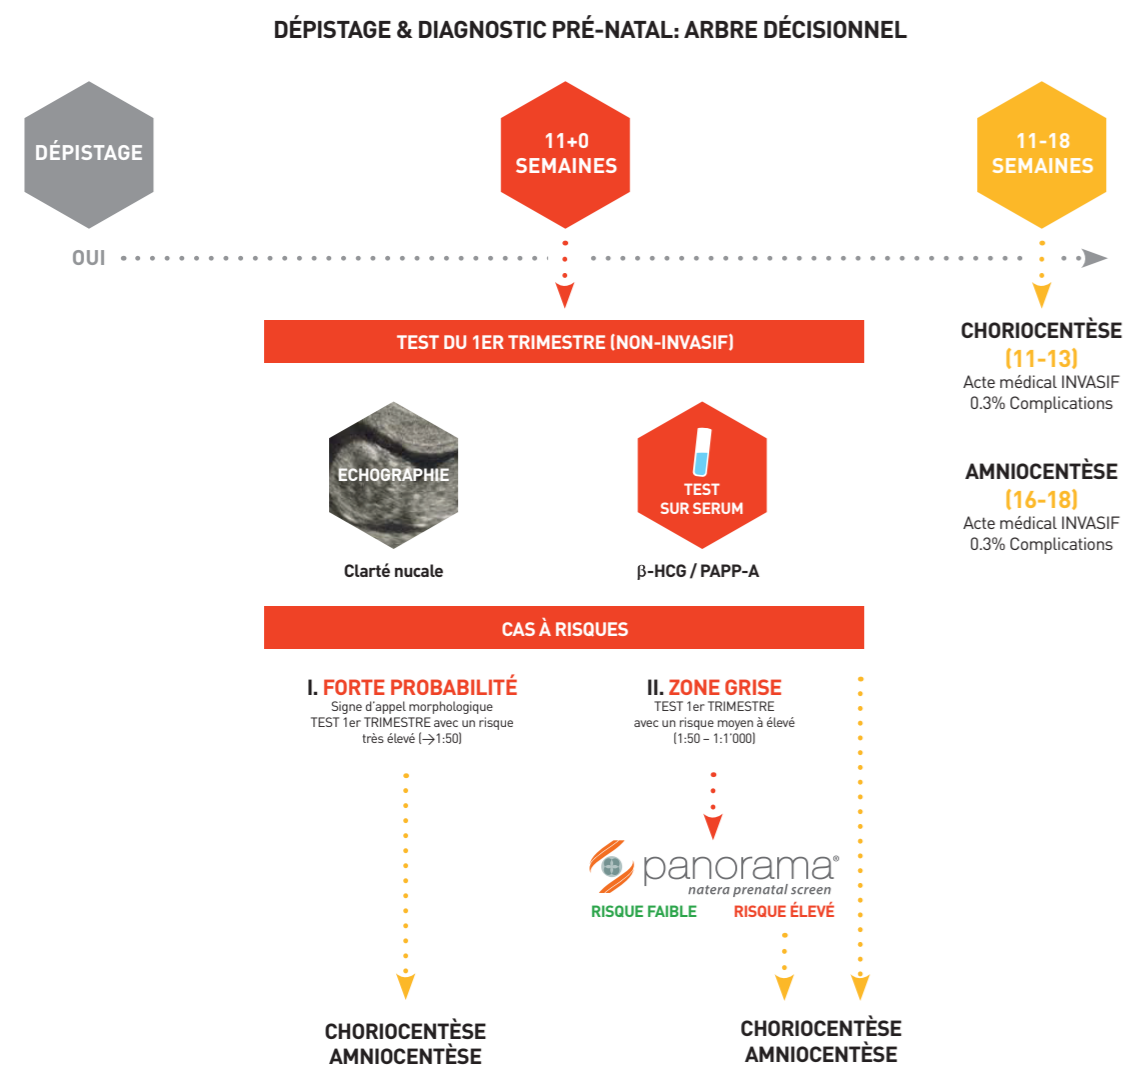 DÉPISTAGE & DIAGNOSTIC PRÉ-NATAL: ARBRE DÉCISIONNEL
DÉPISTAGE
11+0
SEMAINES
11-18
SEMAINES
OUI
TEST DU 1ER TRIMESTRE (NON-INVASIF)
ECHOGRAPHIE
Clarté nucale
TEST
SUR SERUM
β-HCG / PAPP-A
CHORIOCENTÈSE
(11-13)
Acte médical INVASIF
0.3% Complications
AMNIOCENTÈSE
(16-18)
Acte médical INVASIF
0.3% Complications
CAS À RISQUES
I. FORTE PROBABILITÉ
Signe d'appel morphologique
TEST 1er TRIMESTRE avec un risque
très élevé (→1:50)
II. ZONE GRISE
TEST 1er TRIMESTRE
avec un risque moyen à élevé
(1:50 – 1:1'000)
panorama®
natera prenatal screen
RISQUE FAIBLE
RISQUE ÉLEVÉ
CHORIOCENTÈSE
AMNIOCENTÈSE
CHORIOCENTÈSE
AMNIOCENTÈSE